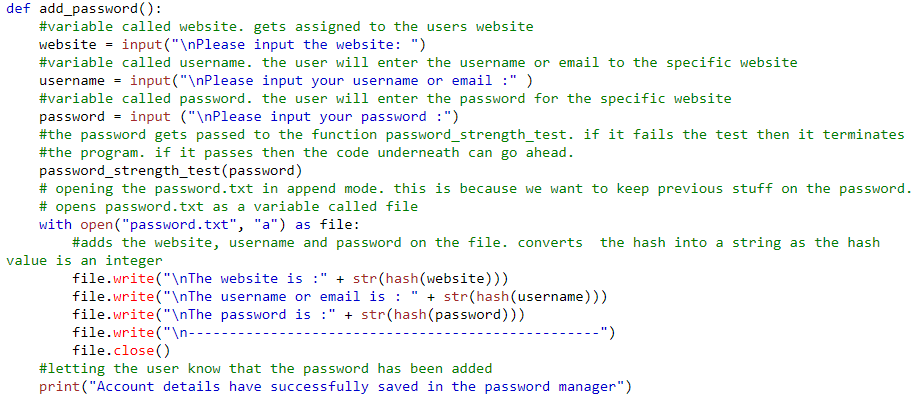 def add_password():
    #variable called website. gets assigned to the users website
    website = input("\nPlease input the website: ")
    #variable called username. the user will enter the username or email to the specific website
    username = input("\nPlease input your username or email :" )
    #variable called password. the user will enter the password for the specific website
    password = input ("\nPlease input your password :")
    #the password gets passed to the function password_strength_test. if it fails the test then it terminates
    #the program. if it passes then the code underneath can go ahead.
    password_strength_test(password)
    # opening the password.txt in append mode. this is because we want to keep previous stuff on the password.
    # opens password.txt as a variable called file
    with open("password.txt", "a") as file:
        #adds the website, username and password on the file. converts  the hash into a string as the hash
value is an integer
        file.write("\nThe website is :" + str(hash(website)))
        file.write("\nThe username or email is : " + str(hash(username)))
        file.write("\nThe password is :" + str(hash(password)))
        file.write("\n--------------------------------------------------")
        file.close()
    #letting the user know that the password has been added
    print("Account details have successfully saved in the password manager")